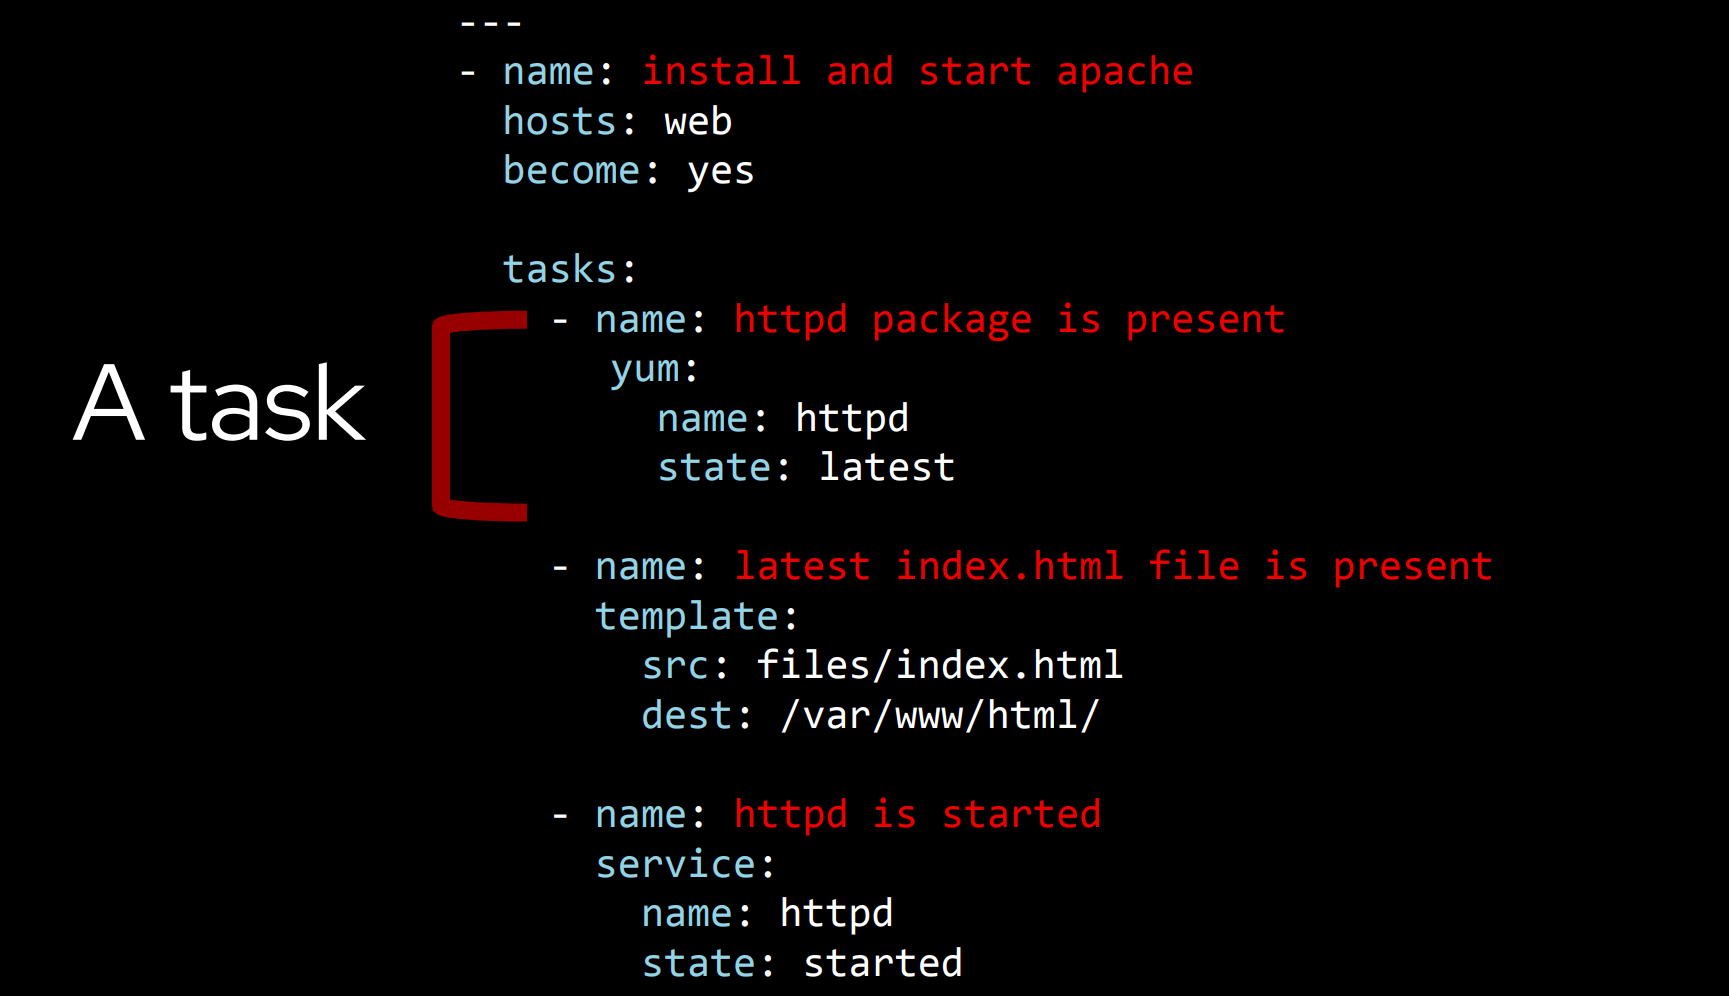 ---
- name: install and start apache
  hosts: web
  become: yes

  tasks:
    - name: httpd package is present
      yum:
        name: httpd
        state: latest

A task

    - name: latest index.html file is present
      template:
        src: files/index.html
        dest: /var/www/html/

    - name: httpd is started
      service:
        name: httpd
        state: started